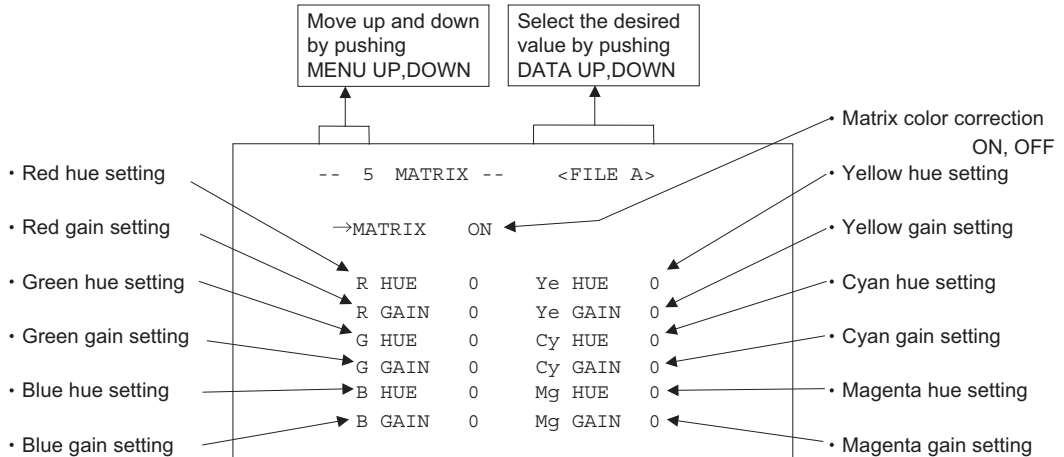 Move up and down
by pushing
MENU UP,DOWN
Select the desired
value by pushing
DATA UP,DOWN
・Matrix color correction
ON, OFF
-- 5 MATRIX -- <FILE A>
→MATRIX ON
・Red hue setting
・Red gain setting
・Green hue setting
・Green gain setting
・Blue hue setting
・Blue gain setting
R HUE 0 Ye HUE 0
R GAIN 0 Ye GAIN 0
G HUE 0 Cy HUE 0
G GAIN 0 Cy GAIN 0
B HUE 0 Mg HUE 0
B GAIN 0 Mg GAIN 0
・Yellow hue setting
・Yellow gain setting
・Cyan hue setting
・Cyan gain setting
・Magenta hue setting
・Magenta gain setting